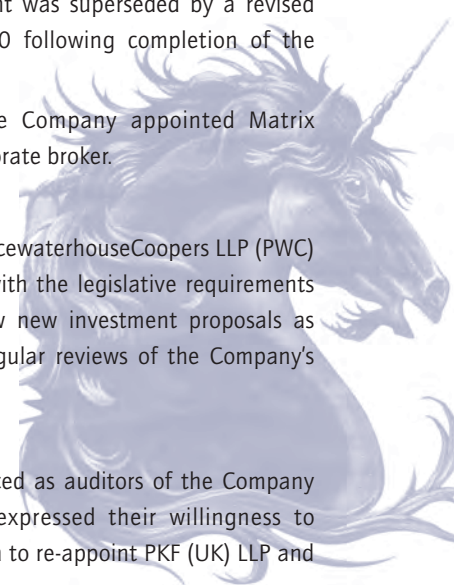 nt was superseded by a revised
0 following completion of the
e Company appointed Matrix
orate broker.
cewaterhouseCoopers LLP (PWC)
with the legislative requirements
w new investment proposals as
gular reviews of the Company's
ted as auditors of the Company
expressed their willingness to
n to re-appoint PKF (UK) LLP and